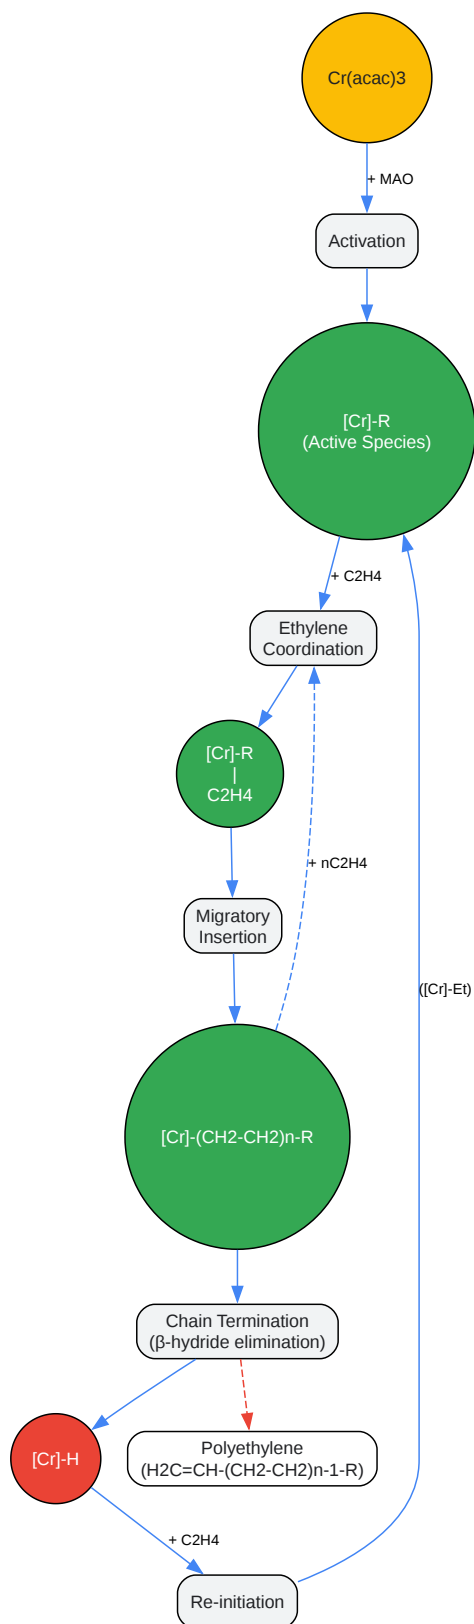 Cr(acac)3
+ MAO
Activation
[Cr]-R
(Active Species)
+ C2H4
Ethylene
Coordination
[Cr]-R
|
C2H4
+ nC2H4
Migratory
Insertion
([Cr]-Et)
[Cr]-(CH2-CH2)n-R
Chain Termination
(β-hydride elimination)
[Cr]-H
Polyethylene
(H2C=CH-(CH2-CH2)n-1-R)
+ C2H4
Re-initiation